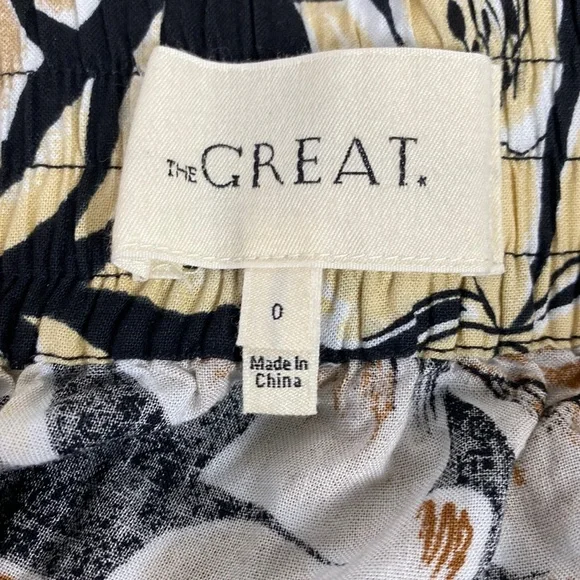 THE GREAT.*
0
Made In
China